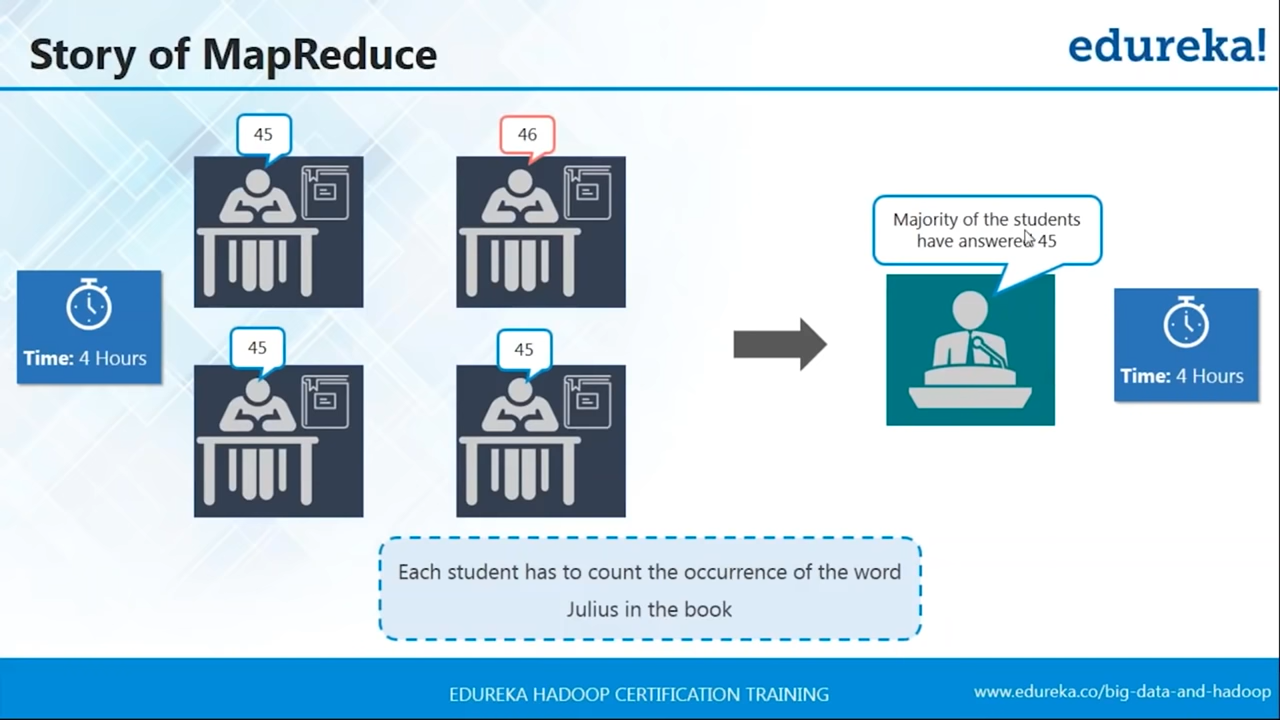 Story of MapReduce
edureka!
45
46
Majority of the students
have answered 45
Time: 4 Hours
45
45
Time: 4 Hours
Each student has to count the occurrence of the word
Julius in the book
EDUREKA HADOOP CERTIFICATION TRAINING
www.edureka.co/big-data-and-hadoop